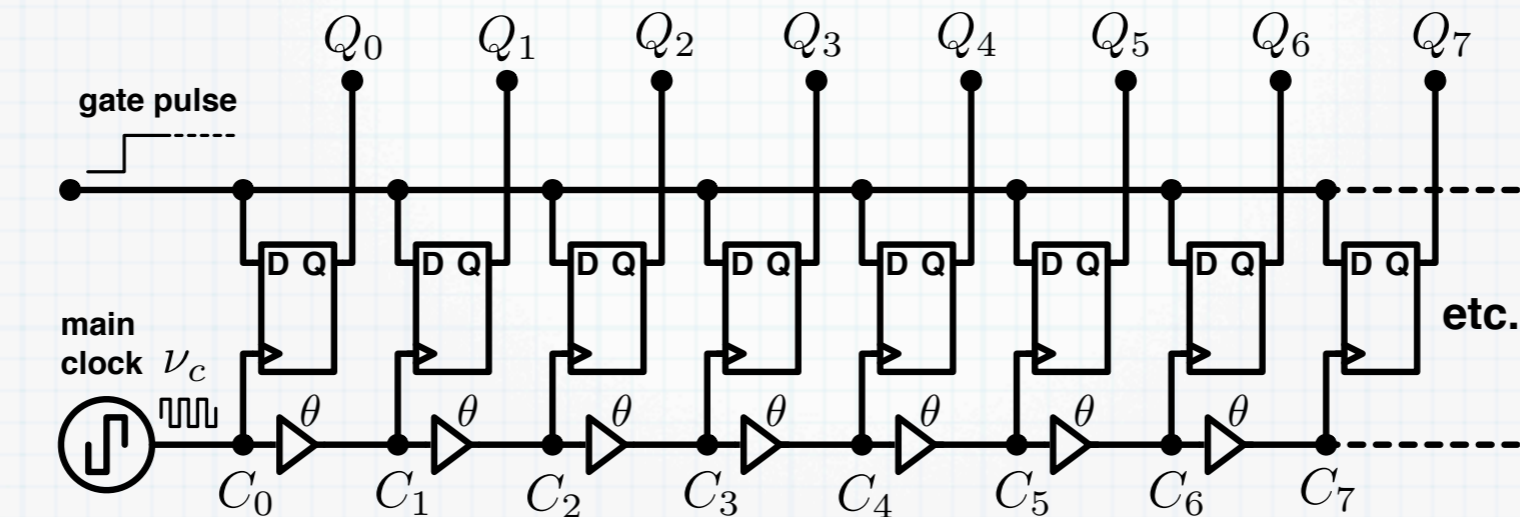 Q₀ Q₁ Q₂ Q₃ Q₄ Q₅ Q₆ Q₇
gate pulse
D Q D Q D Q D Q D Q D Q D Q D Q
etc.
main
clock ν_c
θ θ θ θ θ θ θ
C₀ C₁ C₂ C₃ C₄ C₅ C₆ C₇